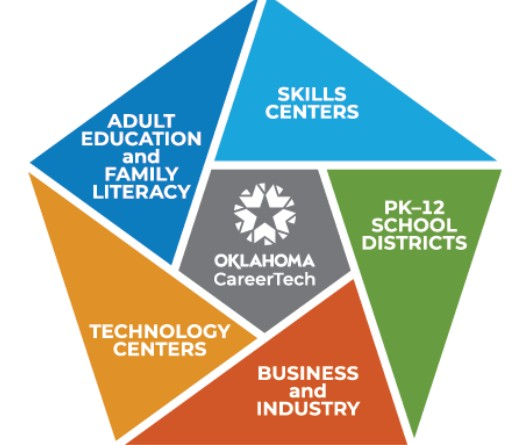 SKILLS
CENTERS
ADULT
EDUCATION
and
FAMILY
LITERACY
PK–12
SCHOOL
DISTRICTS
OKLAHOMA
CareerTech
TECHNOLOGY
CENTERS
BUSINESS
and
INDUSTRY